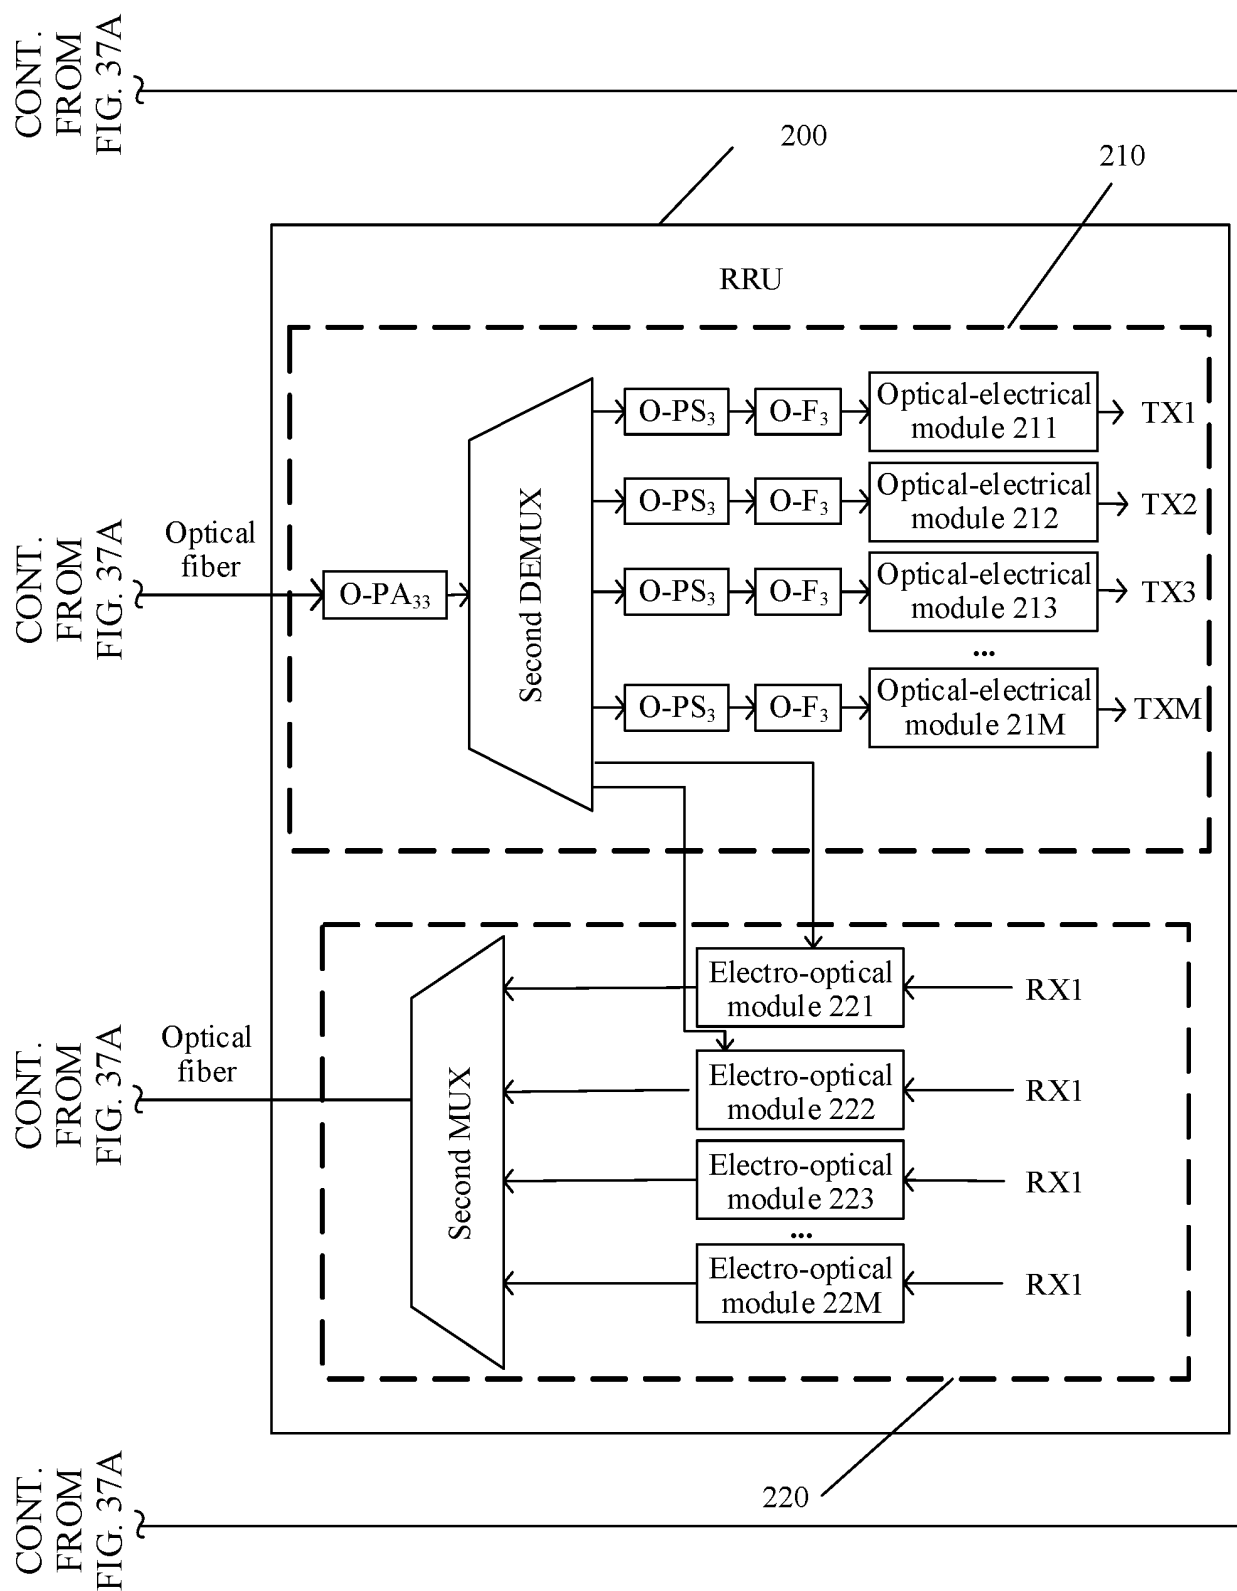 CONT.
FROM
FIG. 37A
200
210
RRU
O-PS3
O-F3
Optical-electrical
module 211
TX1
O-PS3
O-F3
Optical-electrical
module 212
TX2
CONT.
FROM
FIG. 37A
Optical
fiber
O-PA33
Second DEMUX
O-PS3
O-F3
Optical-electrical
module 213
TX3
...
O-PS3
O-F3
Optical-electrical
module 21M
TXM
CONT.
FROM
FIG. 37A
Optical
fiber
Second MUX
Electro-optical
module 221
RX1
Electro-optical
module 222
RX1
Electro-optical
module 223
RX1
...
Electro-optical
module 22M
RX1
220
CONT.
FROM
FIG. 37A